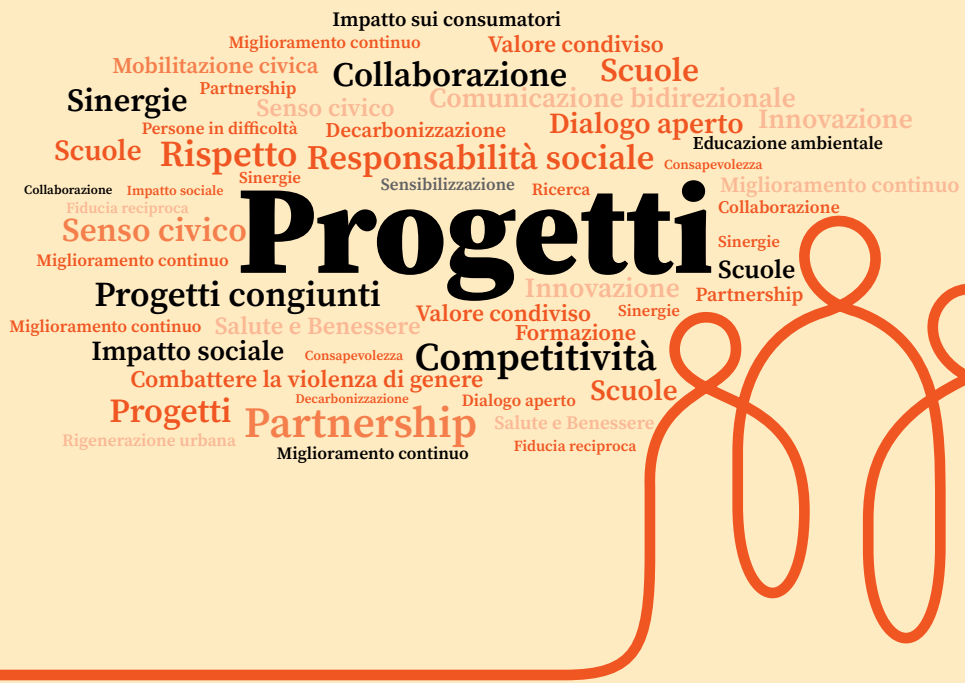 Impatto sui consumatori
Miglioramento continuo
Valore condiviso
Mobilitazione civica
Collaborazione
Scuole
Sinergie
Partnership
Senso civico
Comunicazione bidirezionale
Persone in difficoltà
Decarbonizzazione
Dialogo aperto
Innovazione
Educazione ambientale
Scuole
Rispetto
Responsabilità sociale
Consapevolezza
Sinergie
Collaborazione
Impatto sociale
Sensibilizzazione
Ricerca
Miglioramento continuo
Fiducia reciproca
Collaborazione
Progetti
Senso civico
Sinergie
Miglioramento continuo
Scuole
Progetti congiunti
Innovazione
Partnership
Valore condiviso
Sinergie
Miglioramento continuo
Salute e Benessere
Formazione
Impatto sociale
Consapevolezza
Competitività
Combattere la violenza di genere
Scuole
Decarbonizzazione
Dialogo aperto
Progetti
Partnership
Salute e Benessere
Rigenerazione urbana
Fiducia reciproca
Miglioramento continuo